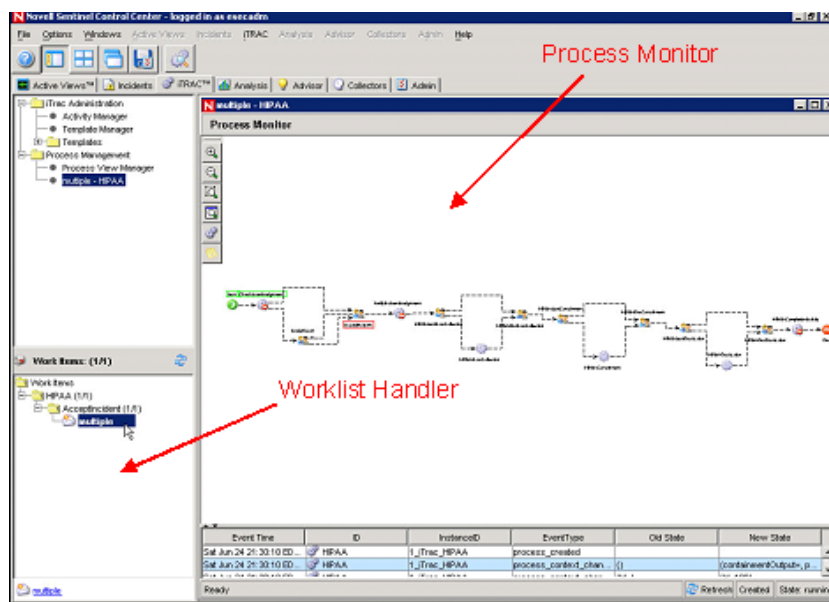 Novell Sentinel Control Center - logged in as esecadm
File Options Windows Active Views Incidents iTRAC Analysis Advisor Collectors Admin Help
Active Views™ Incidents iTRAC™ Analysis Advisor Collectors Admin
iTrac Administration
Activity Manager
Template Manager
Templates
Process Management
Process View Manager
multiple - HIPAA
multiple - HIPAA
Process Monitor
Process Monitor
Work Items: (1/1)
Work Items
HIPAA (1/1)
AcceptIncident (1/1)
multiple
Worklist Handler
Event Time ID InstanceID EventType Old State New State
Sat Jun 24 21:30:10 ED... HIPAA 1_iTrac_HIPAA process_created
Sat Jun 24 21:30:10 ED... HIPAA 1_iTrac_HIPAA process_context_chan... {} {containmentOutput=, p...
multiple
Ready Refresh Created State: running